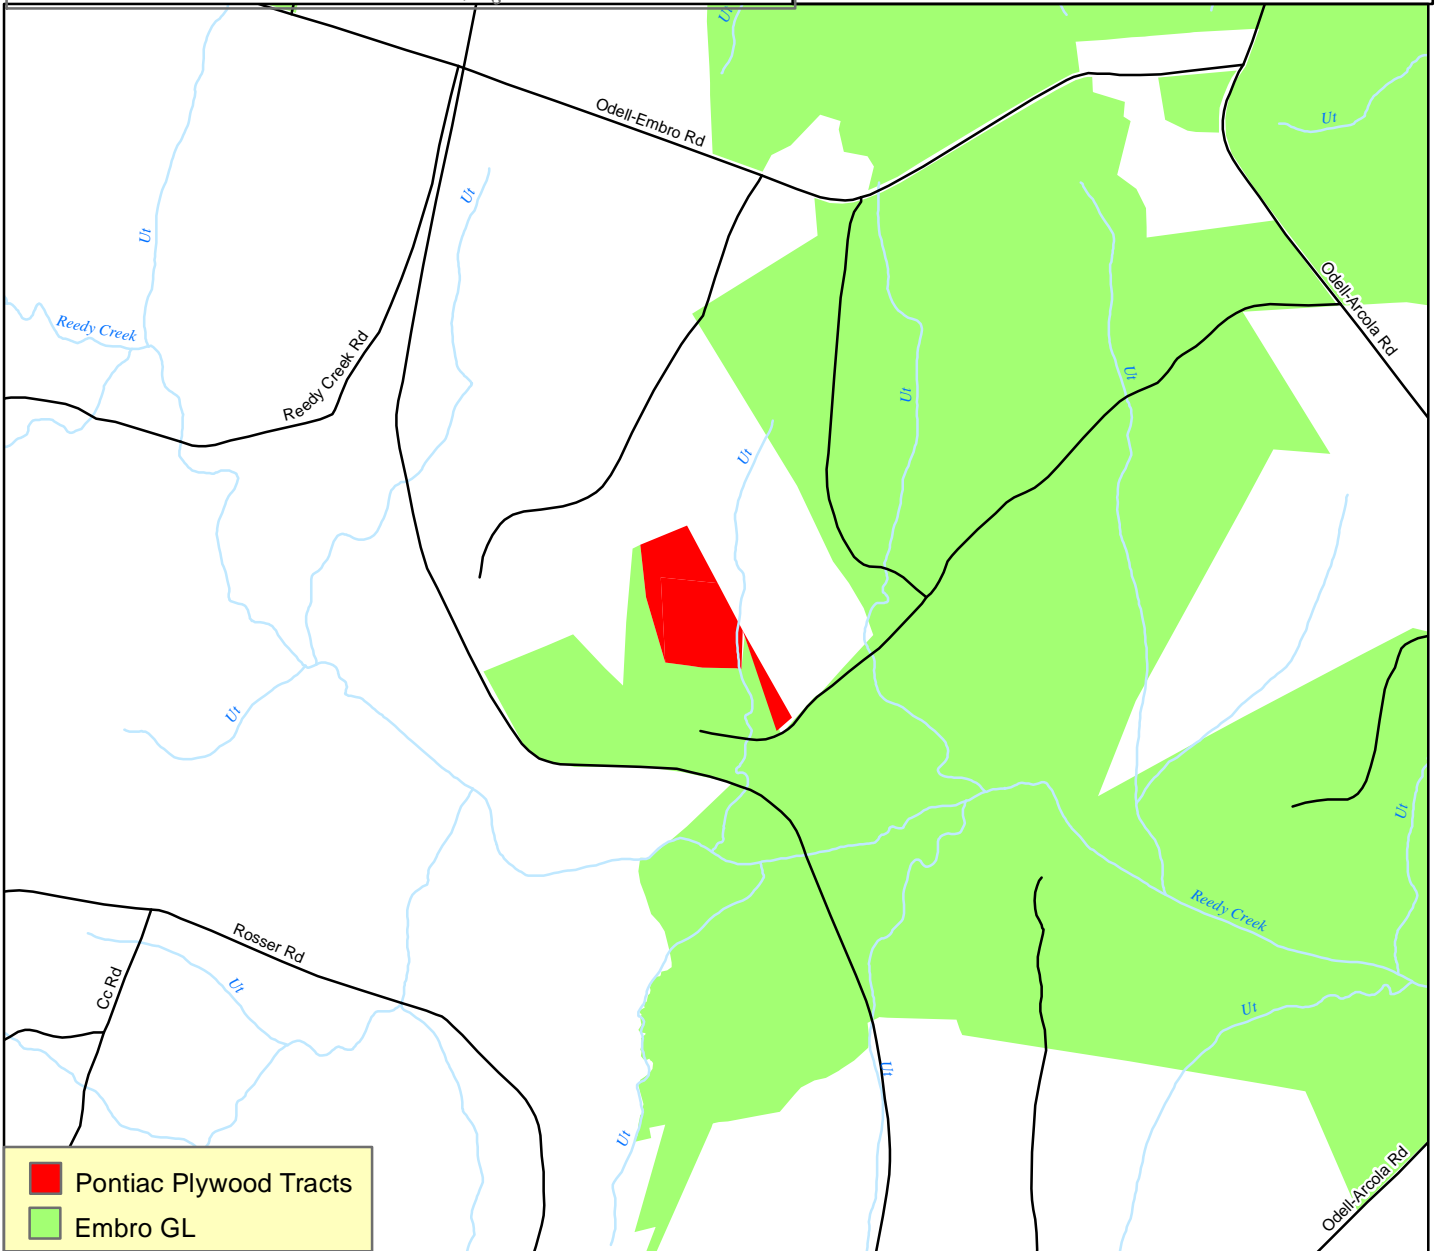 Ut
Odell-Embro Rd
Ut
Ut
Ut
Odell-Arcola Rd
Reedy Creek
Reedy Creek Rd
Ut
Ut
Ut
Ut
Ut
Reedy Creek
Rosser Rd
Cc Rd
Ut
Ut
Ut
Ut
Odell-Arcola Rd
Pontiac Plywood Tracts
Embro GL